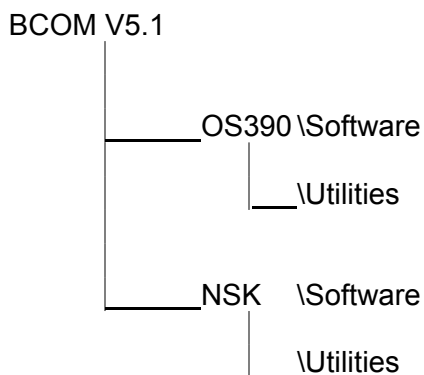 BCOM V5.1
OS390 \Software
\Utilities
NSK \Software
\Utilities